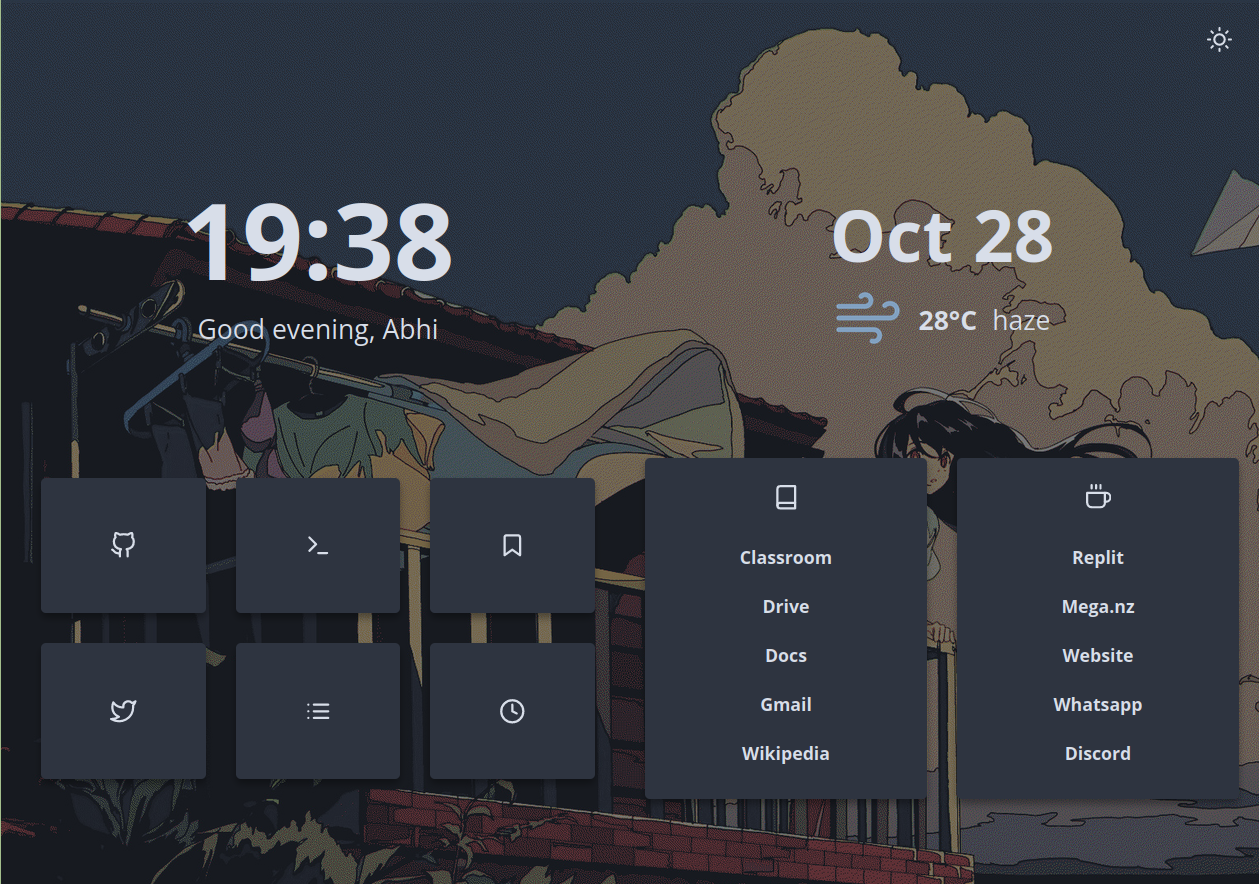 19:38
Good evening, Abhi
Oct 28
28°C haze
Classroom
Drive
Docs
Gmail
Wikipedia
Replit
Mega.nz
Website
Whatsapp
Discord